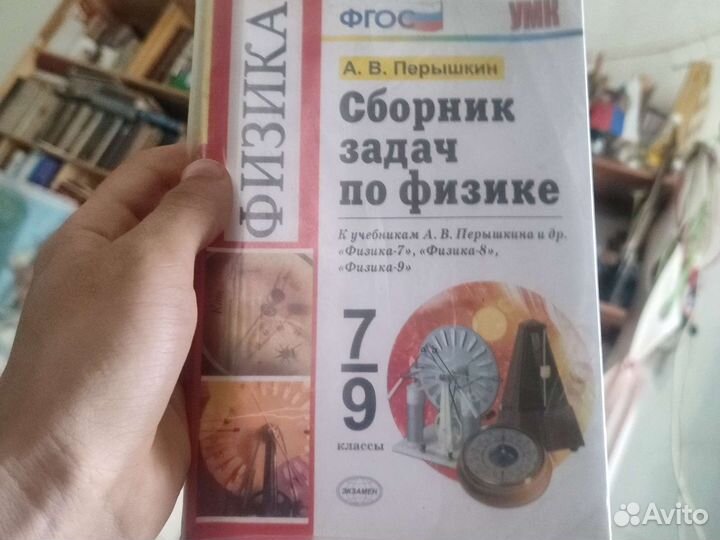 ФГОС
УМК
ФИЗИКА
А. В. Перышкин
Сборник
задач
по физике
К учебникам А. В. Перышкина и др.
«Физика-7», «Физика-8»,
«Физика-9»
7
9
классы
ЭКЗАМЕН
Avito